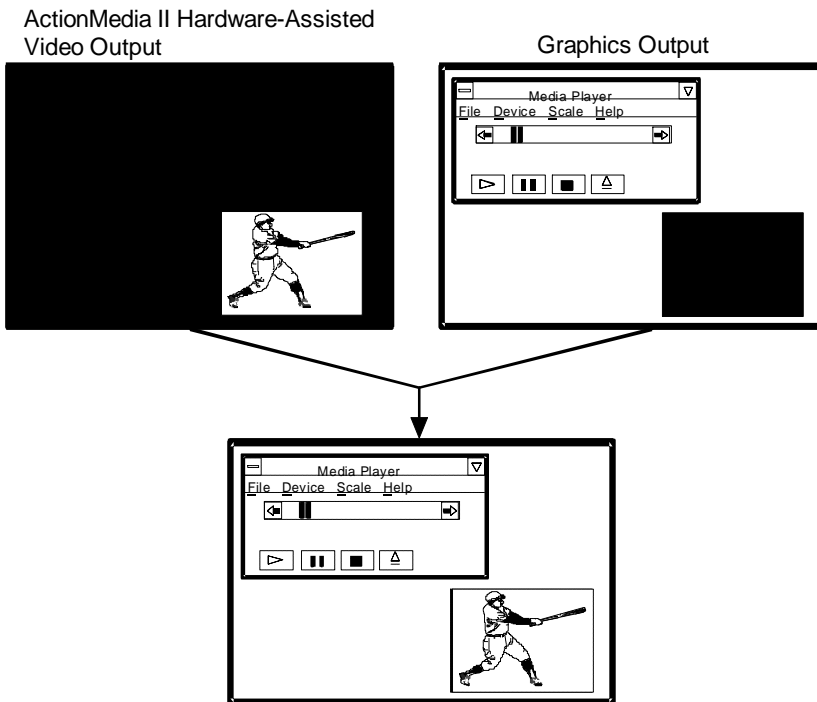 ActionMedia II Hardware-Assisted
Video Output
Graphics Output
Media Player
File Device Scale Help
Media Player
File Device Scale Help